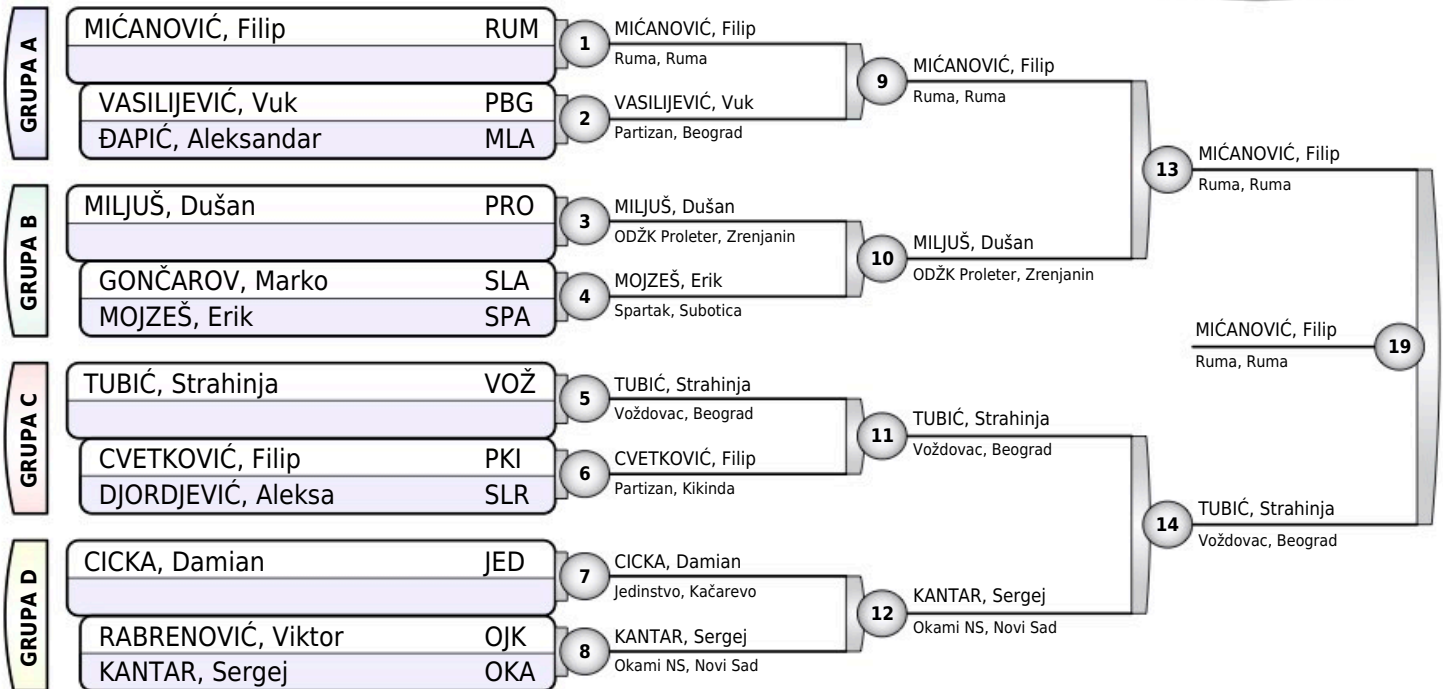 GRUPA A
MIĆANOVIĆ, Filip RUM
VASILIJEVIĆ, Vuk PBG
ĐAPIĆ, Aleksandar MLA
GRUPA B
MILJUŠ, Dušan PRO
GONČAROV, Marko SLA
MOJZEŠ, Erik SPA
GRUPA C
TUBIĆ, Strahinja VOŽ
CVETKOVIĆ, Filip PKI
DJORDJEVIĆ, Aleksa SLR
GRUPA D
CICKA, Damian JED
RABRENOVIĆ, Viktor OJK
KANTAR, Sergej OKA
1
MIĆANOVIĆ, Filip
Ruma, Ruma
2
VASILIJEVIĆ, Vuk
Partizan, Beograd
3
MILJUŠ, Dušan
ODŽK Proleter, Zrenjanin
4
MOJZEŠ, Erik
Spartak, Subotica
5
TUBIĆ, Strahinja
Voždovac, Beograd
6
CVETKOVIĆ, Filip
Partizan, Kikinda
7
CICKA, Damian
Jedinstvo, Kačarevo
8
KANTAR, Sergej
Okami NS, Novi Sad
9
MIĆANOVIĆ, Filip
Ruma, Ruma
10
MILJUŠ, Dušan
ODŽK Proleter, Zrenjanin
11
TUBIĆ, Strahinja
Voždovac, Beograd
12
KANTAR, Sergej
Okami NS, Novi Sad
13
MIĆANOVIĆ, Filip
Ruma, Ruma
14
TUBIĆ, Strahinja
Voždovac, Beograd
MIĆANOVIĆ, Filip
Ruma, Ruma
19